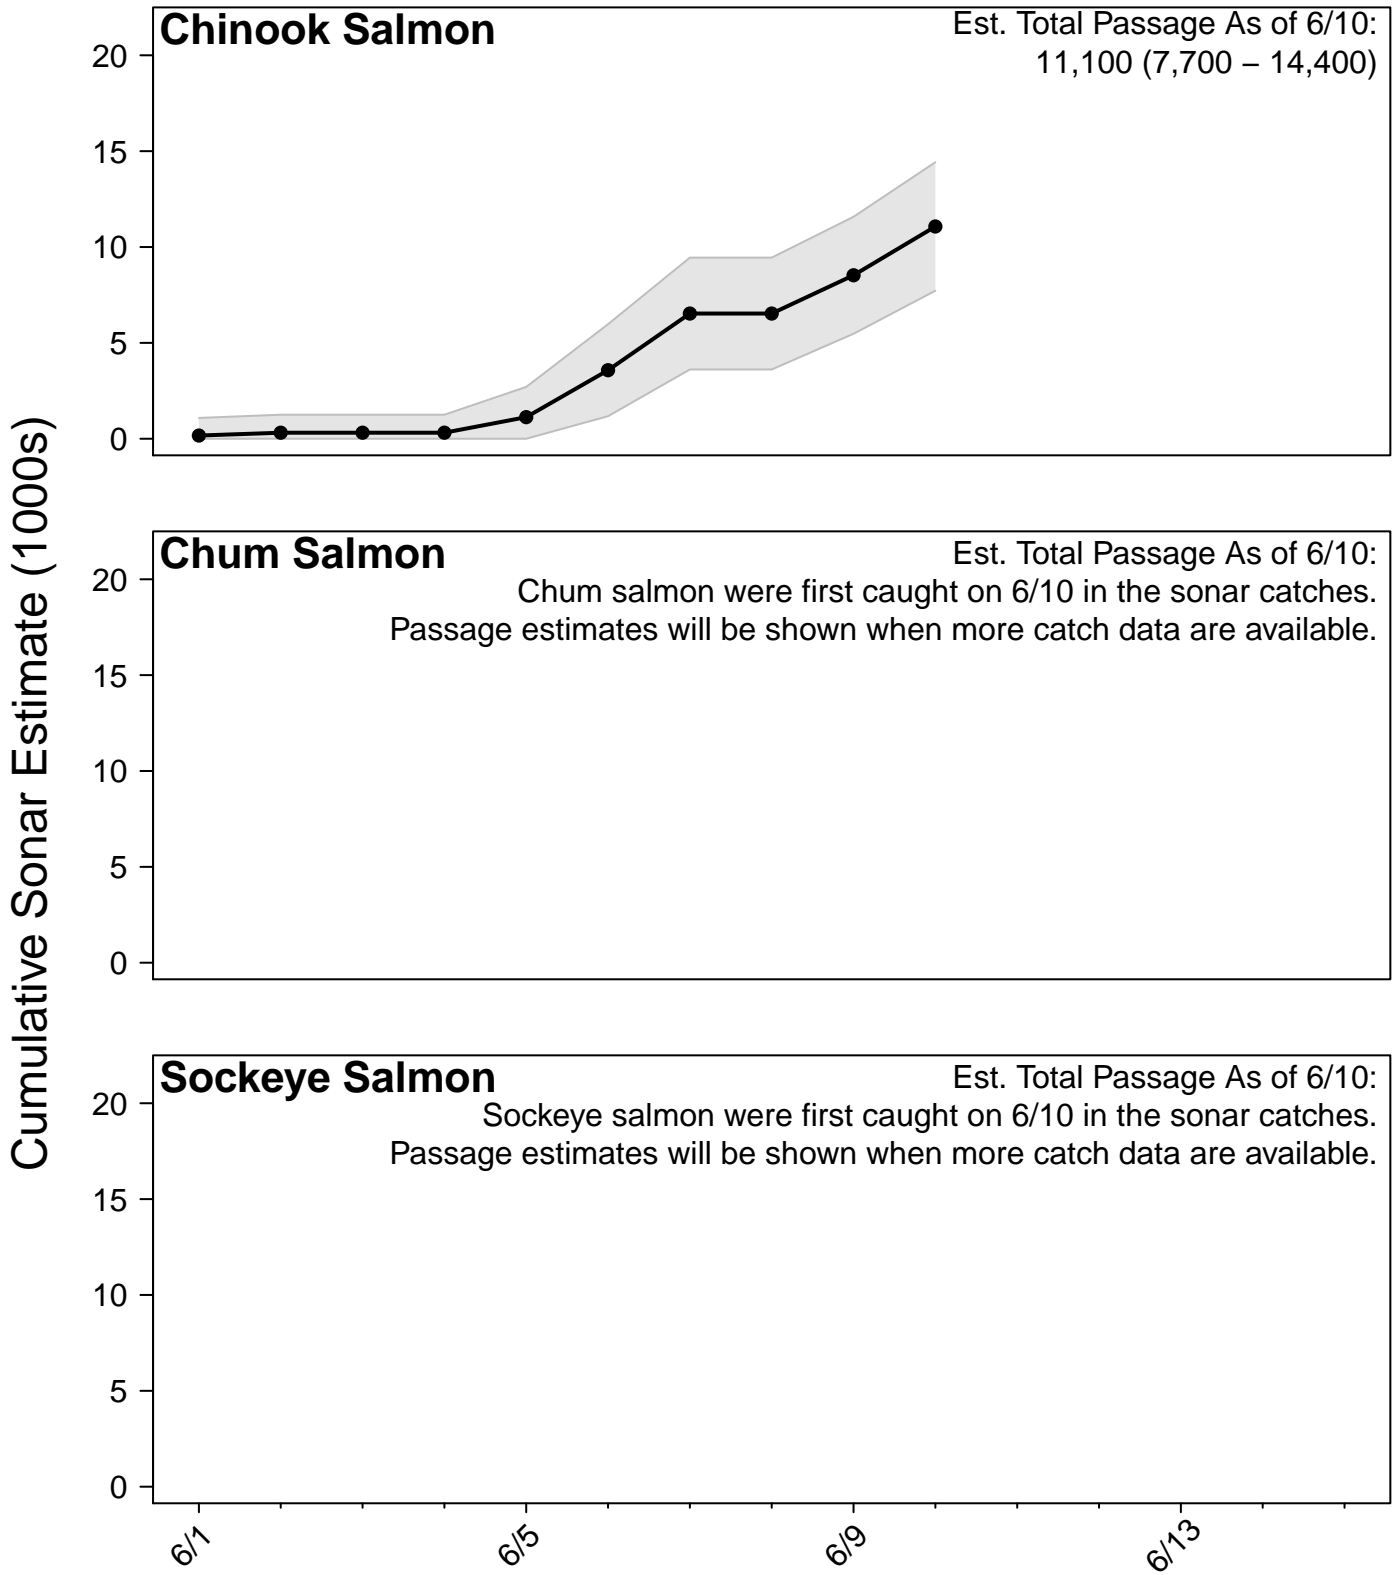 Cumulative Sonar Estimate (1000s)
Chinook Salmon
Est. Total Passage As of 6/10:
11,100 (7,700 – 14,400)
20
15
10
5
0
Chum Salmon
Est. Total Passage As of 6/10:
Chum salmon were first caught on 6/10 in the sonar catches.
Passage estimates will be shown when more catch data are available.
20
15
10
5
0
Sockeye Salmon
Est. Total Passage As of 6/10:
Sockeye salmon were first caught on 6/10 in the sonar catches.
Passage estimates will be shown when more catch data are available.
20
15
10
5
0
6/1
6/5
6/9
6/13